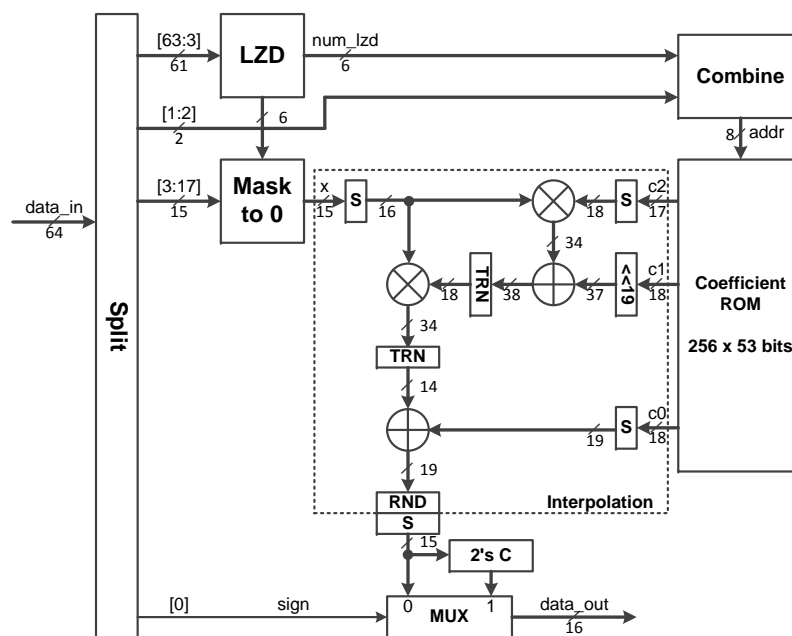 [63:3]
61
LZD
num_lzd
6
Combine
[1:2]
2
6
8
addr
[3:17]
15
Mask
to 0
x
15
S
16
18
S
c2
17
data_in
64
34
Split
18
TRN
38
37
<<19
c1
18
Coefficient
ROM
256 x 53 bits
34
TRN
14
19
S
c0
18
19
RND
S
Interpolation
15
2's C
[0]
sign
0
MUX
1
data_out
16